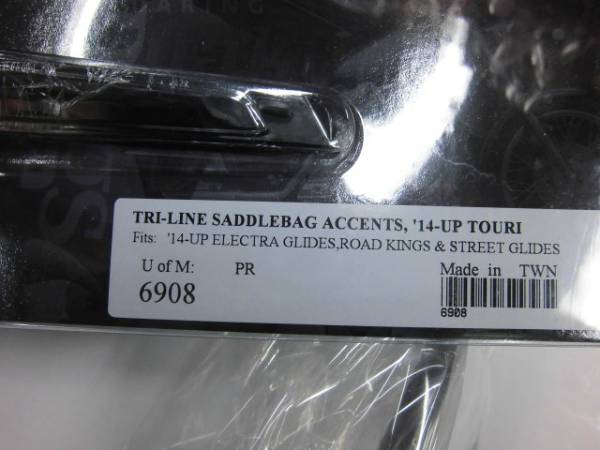 ARING
TRI-LINE SADDLEBAG ACCENTS, '14-UP TOURI
Fits: '14-UP ELECTRA GLIDES,ROAD KINGS & STREET GLIDES
U of M: PR Made in TWN
6908
6908